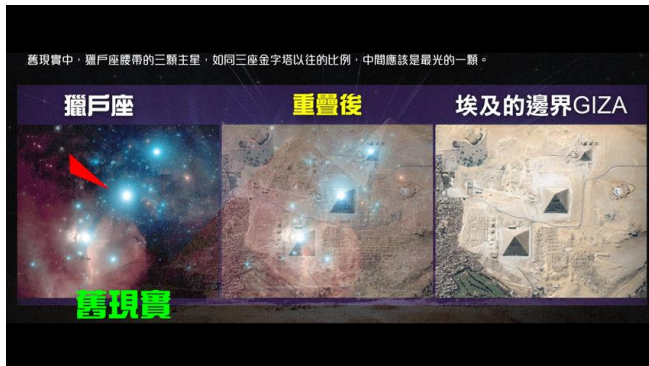 舊現實中，獵戶座腰帶的三顆主星，如同三座金字塔以往的比例，中間應該是最光的一顆。
獵戶座
重疊後
埃及的邊界GIZA
舊現實